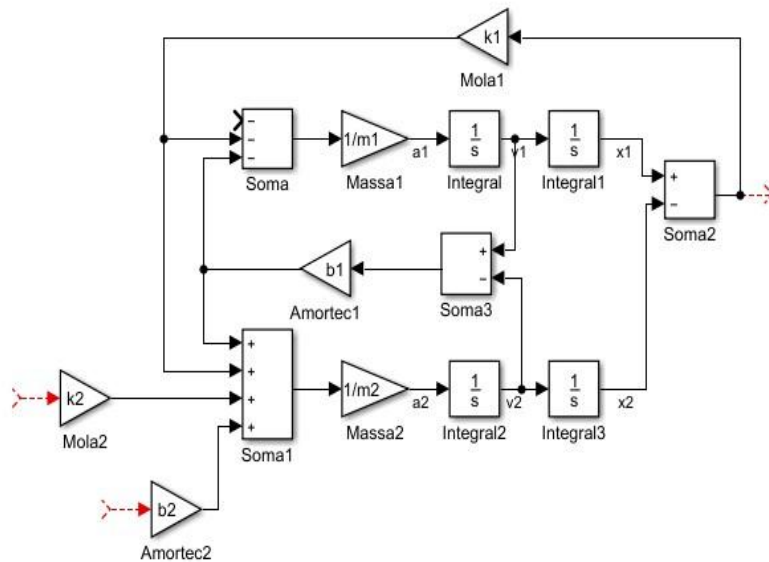 k1
Mola1
-
-
-
Soma
1/m1
Massa1
a1
1
s
Integral
v1
1
s
Integral1
x1
+
-
Soma2
b1
Amortec1
+
-
Soma3
+
+
+
+
Soma1
1/m2
Massa2
a2
1
s
Integral2
v2
1
s
Integral3
x2
k2
Mola2
b2
Amortec2